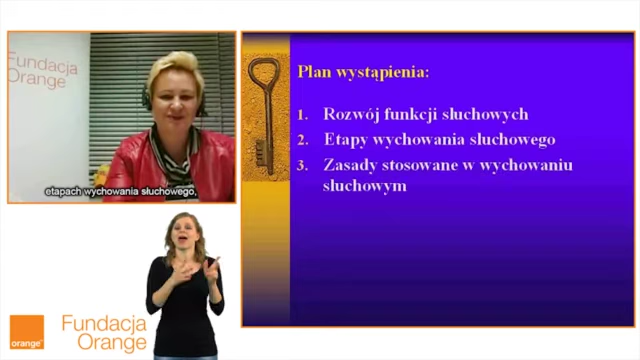 Fundacja
Orange
etapach wychowania słuchowego,
Plan wystąpienia:
1. Rozwój funkcji słuchowych
2. Etapy wychowania słuchowego
3. Zasady stosowane w wychowaniu
słuchowym
orange™
Fundacja
Orange